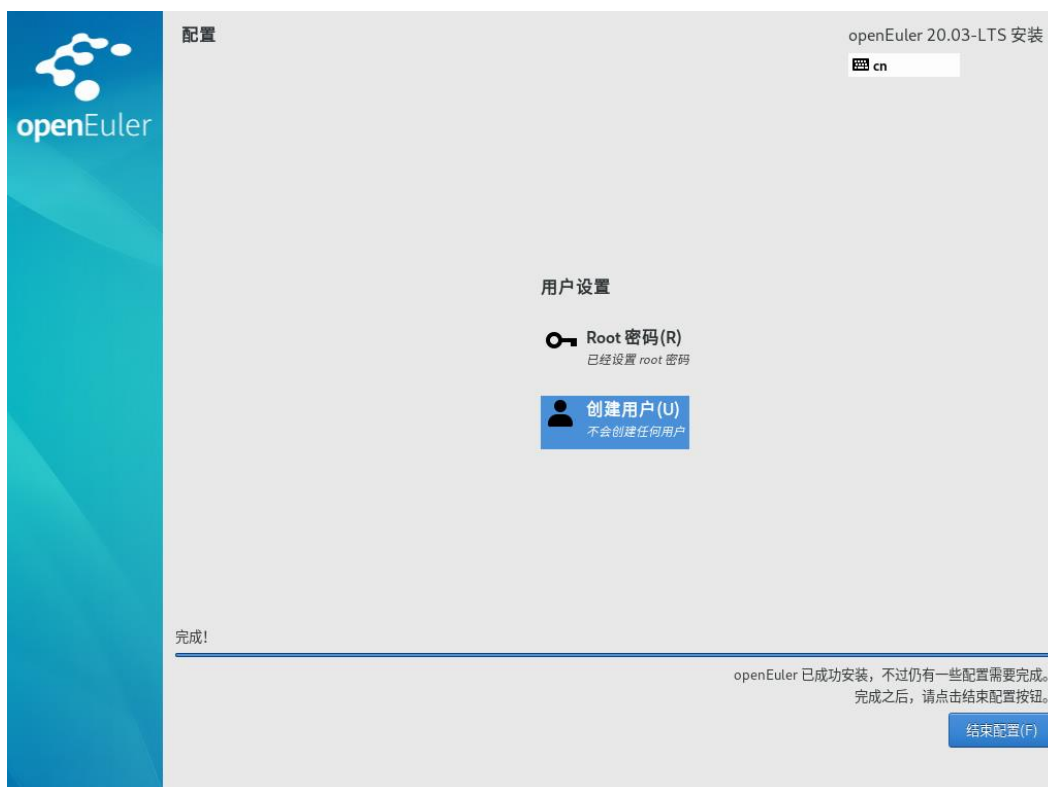 openEuler
配置
openEuler 20.03-LTS 安装
cn
用户设置
Root 密码(R)
已经设置 root 密码
创建用户(U)
不会创建任何用户
完成!
openEuler 已成功安装，不过仍有一些配置需要完成。
完成之后，请点击结束配置按钮。
结束配置(F)